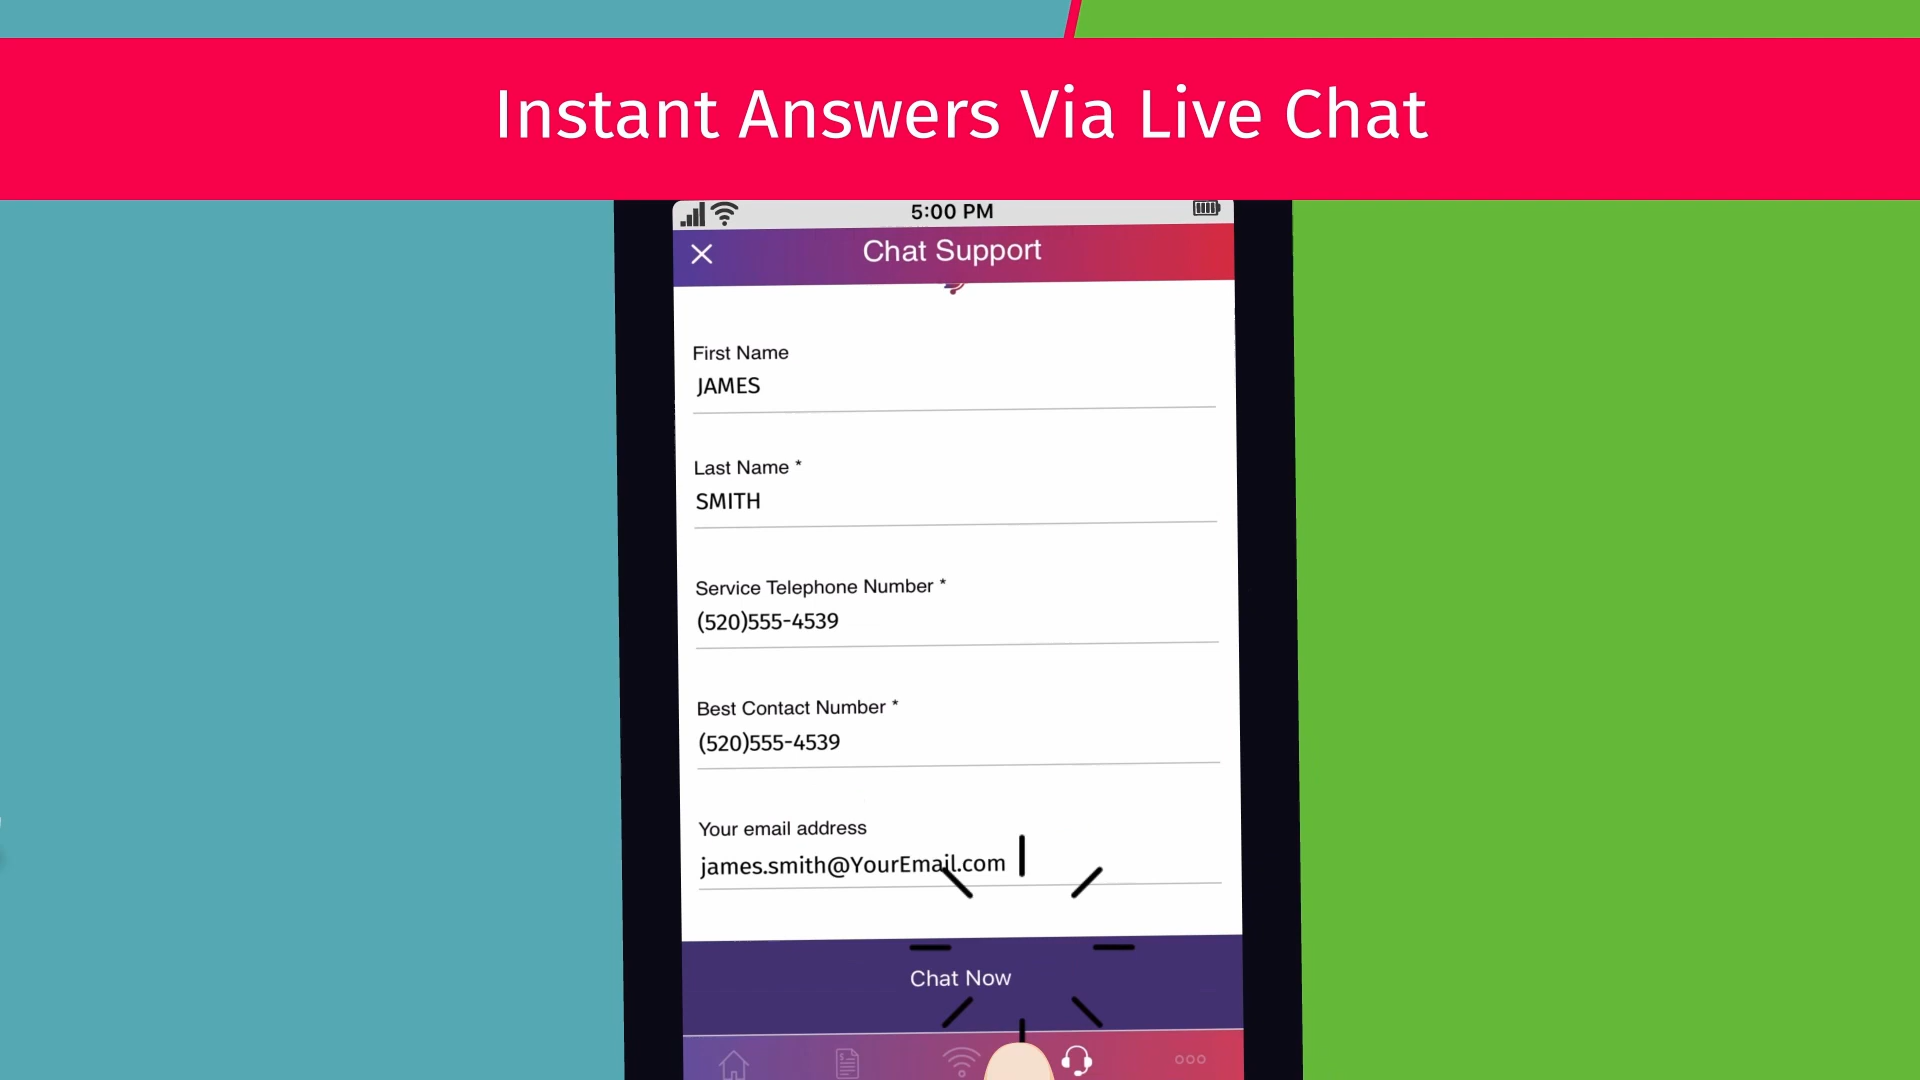 Instant Answers Via Live Chat
5:00 PM
Chat Support
First Name
JAMES
Last Name *
SMITH
Service Telephone Number *
(520)555-4539
Best Contact Number *
(520)555-4539
Your email address
james.smith@YourEmail.com
Chat Now